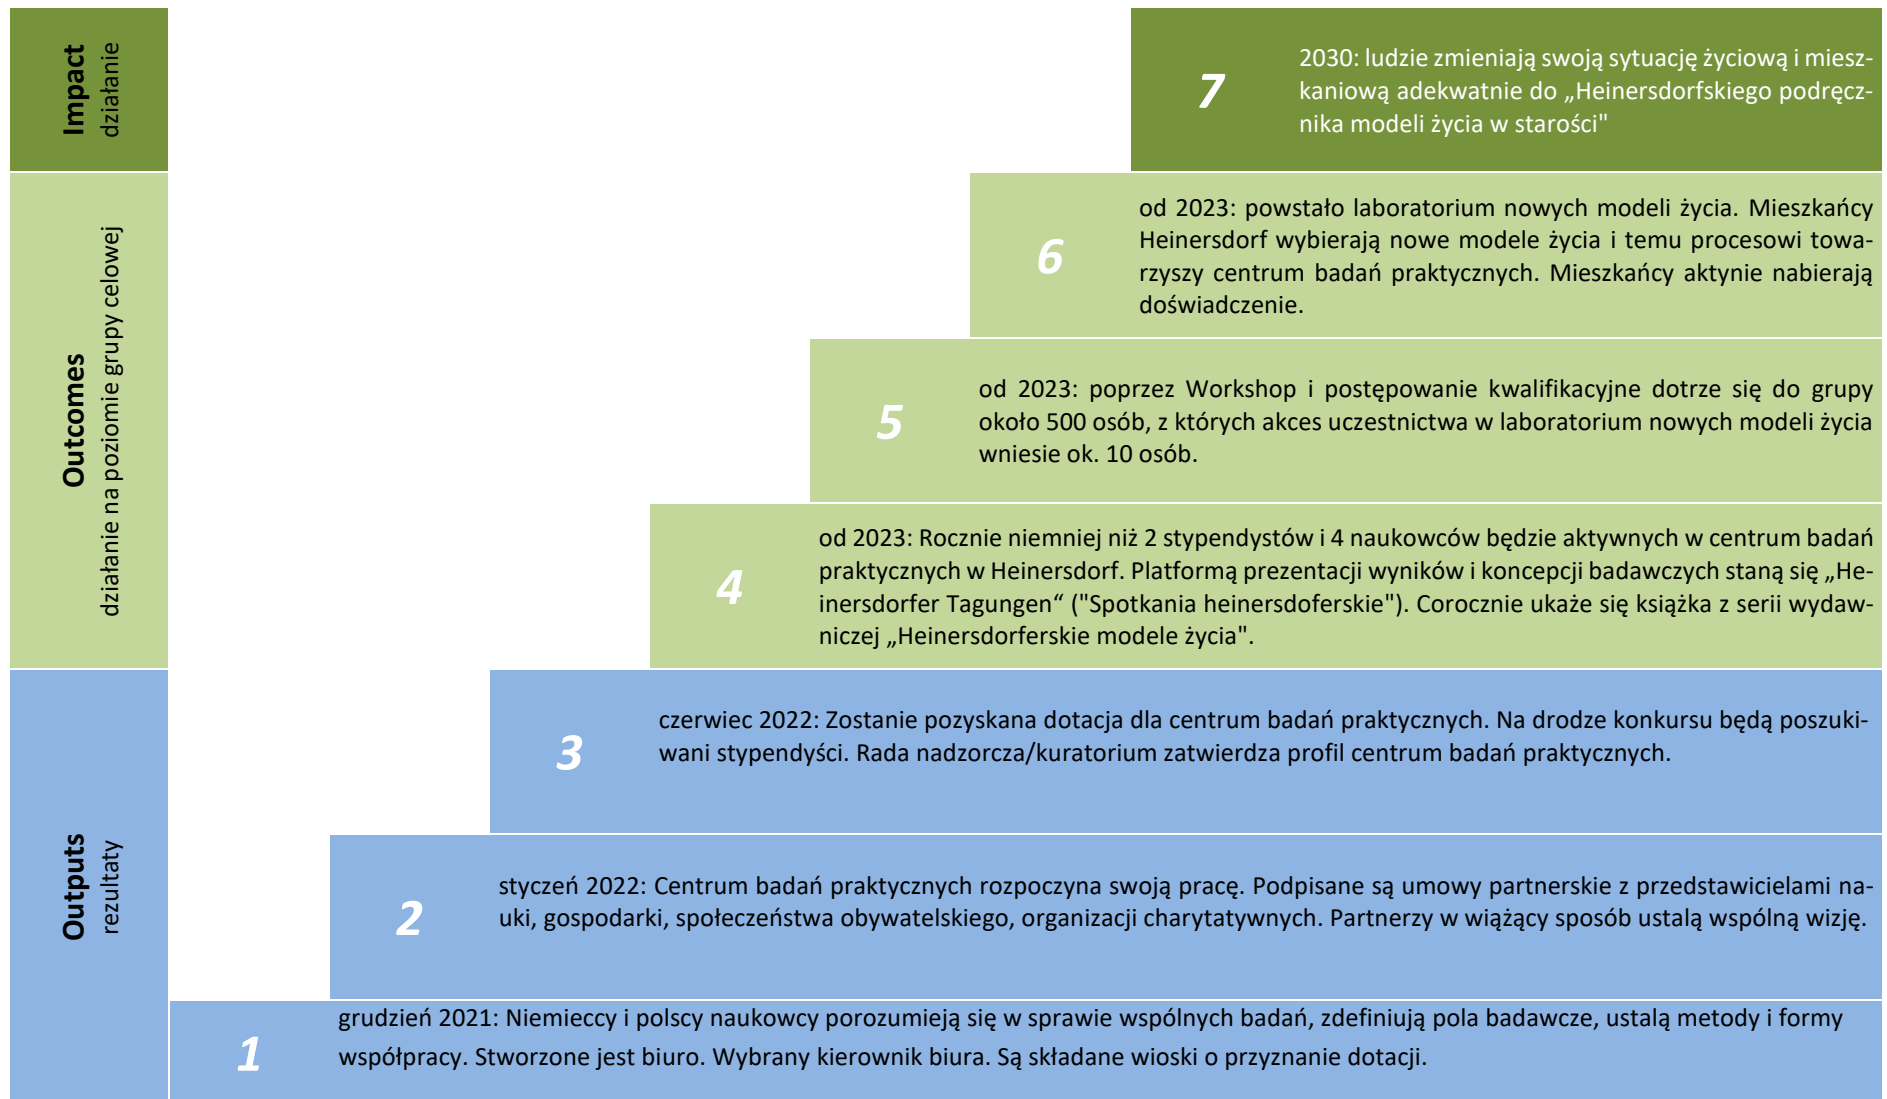 Impact
działanie
7
2030: ludzie zmieniają swoją sytuację życiową i miesz-
kaniową adekwatnie do „Heinersdorfskiego podręcz-
nika modeli życia w starości"
Outcomes
działanie na poziomie grupy celowej
6
od 2023: powstało laboratorium nowych modeli życia. Mieszkańcy
Heinersdorf wybierają nowe modele życia i temu procesowi towa-
rzyszy centrum badań praktycznych. Mieszkańcy aktynie nabierają
doświadczenie.
5
od 2023: poprzez Workshop i postępowanie kwalifikacyjne dotrze się do grupy
około 500 osób, z których akces uczestnictwa w laboratorium nowych modeli życia
wniesie ok. 10 osób.
4
od 2023: Rocznie niemniej niż 2 stypendystów i 4 naukowców będzie aktywnych w centrum badań
praktycznych w Heinersdorf. Platformą prezentacji wyników i koncepcji badawczych staną się „He-
inersdorfer Tagungen“ ("Spotkania heinersdoferskie"). Corocznie ukaże się książka z serii wydaw-
niczej „Heinersdorferskie modele życia".
Outputs
rezultaty
3
czerwiec 2022: Zostanie pozyskana dotacja dla centrum badań praktycznych. Na drodze konkursu będą poszuki-
wani stypendyści. Rada nadzorcza/kuratorium zatwierdza profil centrum badań praktycznych.
2
styczeń 2022: Centrum badań praktycznych rozpoczyna swoją pracę. Podpisane są umowy partnerskie z przedstawicielami na-
uki, gospodarki, społeczeństwa obywatelskiego, organizacji charytatywnych. Partnerzy w wiążący sposób ustalą wspólną wizję.
1
grudzień 2021: Niemieccy i polscy naukowcy porozumieją się w sprawie wspólnych badań, zdefiniują pola badawcze, ustalą metody i formy
współpracy. Stworzone jest biuro. Wybrany kierownik biura. Są składane wioski o przyznanie dotacji.